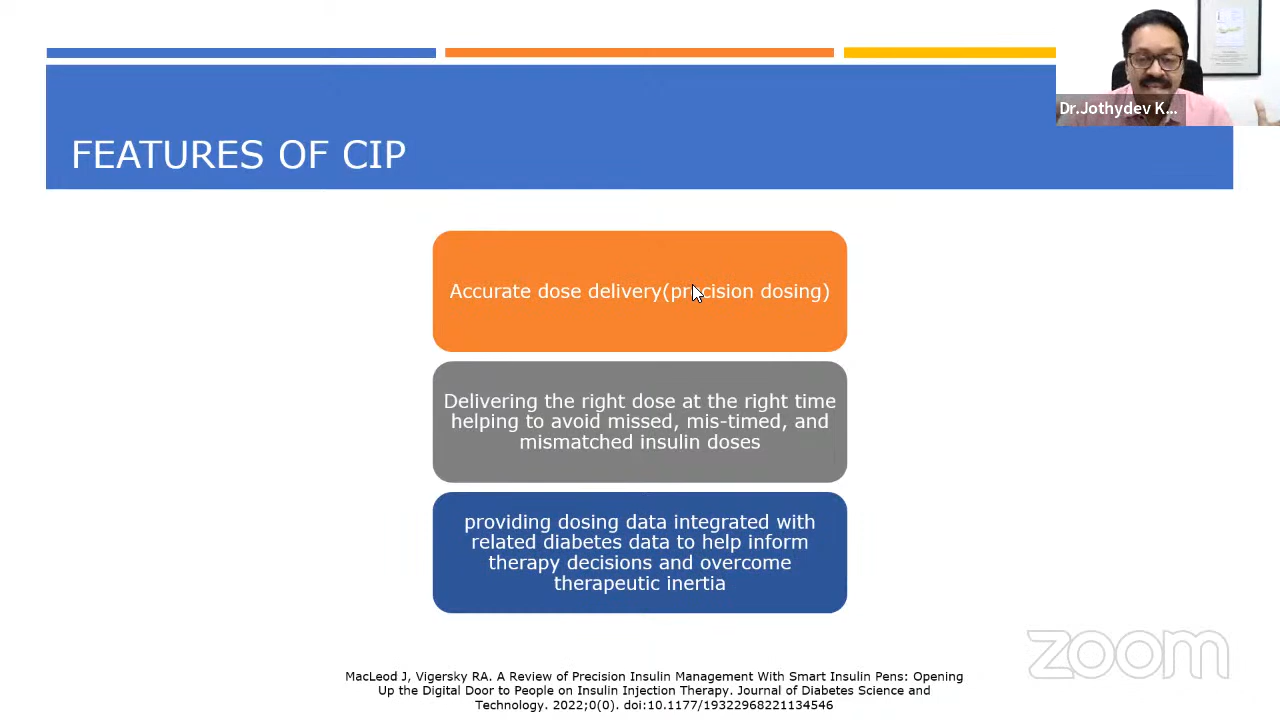 Dr.Jothydev K...
FEATURES OF CIP
Accurate dose delivery(precision dosing)
Delivering the right dose at the right time
helping to avoid missed, mis-timed, and
mismatched insulin doses
providing dosing data integrated with
related diabetes data to help inform
therapy decisions and overcome
therapeutic inertia
zoom
MacLeod J, Vigersky RA. A Review of Precision Insulin Management With Smart Insulin Pens: Opening
Up the Digital Door to People on Insulin Injection Therapy. Journal of Diabetes Science and
Technology. 2022;0(0). doi:10.1177/19322968221134546